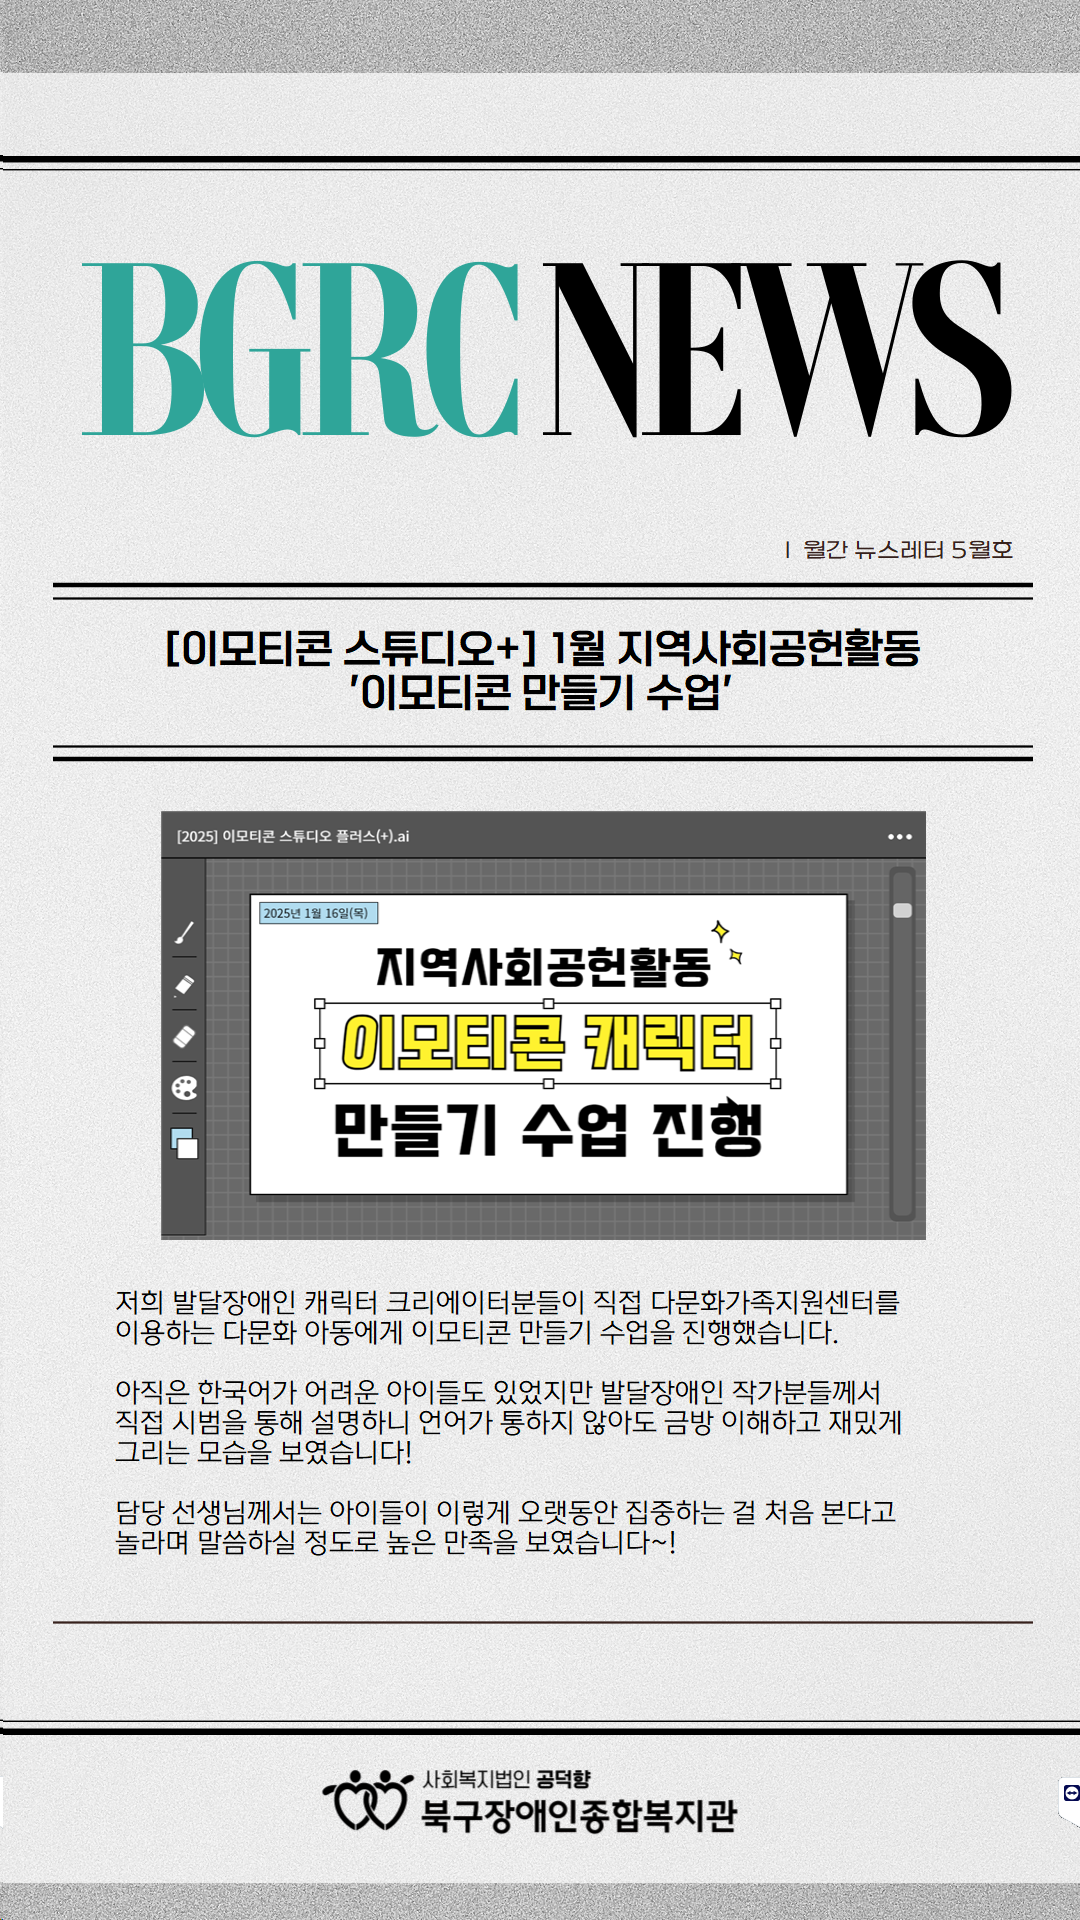 BGRC NEWS
| 월간 뉴스레터 5월호
[이모티콘 스튜디오+] 1월 지역사회공헌활동
'이모티콘 만들기 수업'
[2025] 이모티콘 스튜디오 플러스(+).ai
2025년 1월 16일(목)
지역사회공헌활동
이모티콘 캐릭터
만들기 수업 진행
저희 발달장애인 캐릭터 크리에이터분들이 직접 다문화가족지원센터를
이용하는 다문화 아동에게 이모티콘 만들기 수업을 진행했습니다.
아직은 한국어가 어려운 아이들도 있었지만 발달장애인 작가분들께서
직접 시범을 통해 설명하니 언어가 통하지 않아도 금방 이해하고 재밌게
그리는 모습을 보였습니다!
담당 선생님께서는 아이들이 이렇게 오랫동안 집중하는 걸 처음 본다고
놀라며 말씀하실 정도로 높은 만족을 보였습니다~!
사회복지법인 공덕향
북구장애인종합복지관